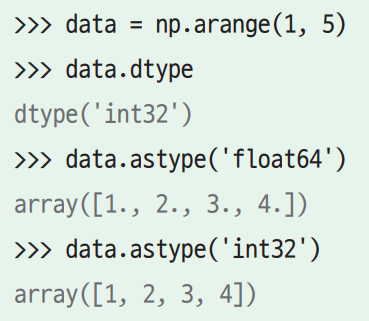 >>> data = np.arange(1, 5)
>>> data.dtype
dtype('int32')
>>> data.astype('float64')
array([1., 2., 3., 4.])
>>> data.astype('int32')
array([1, 2, 3, 4])